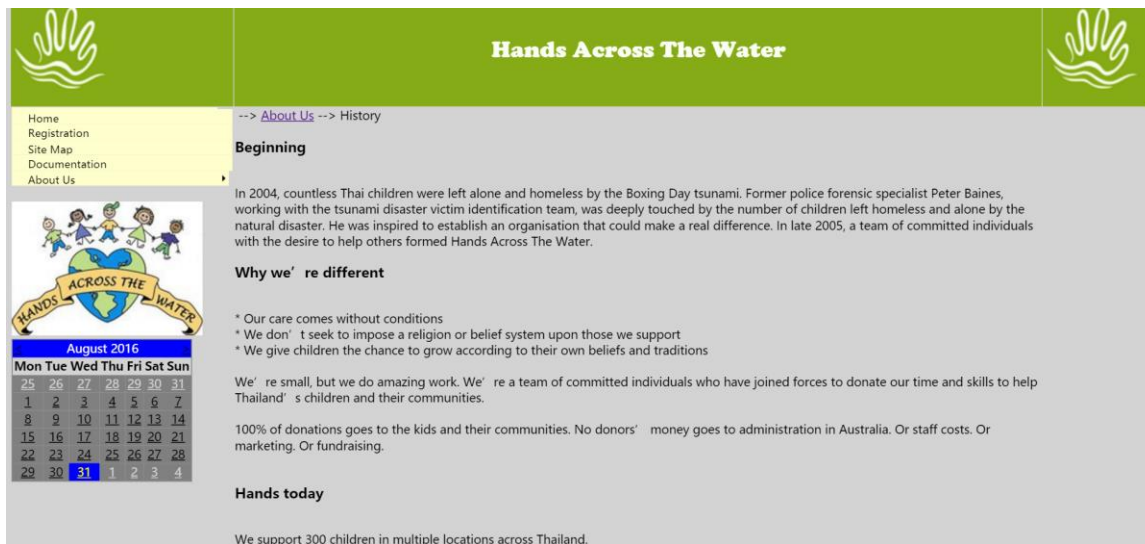 Hands Across The Water
Home
Registration
Site Map
Documentation
About Us
HANDS ACROSS THE WATER
August 2016
Mon Tue Wed Thu Fri Sat Sun
25 26 27 28 29 30 31
1 2 3 4 5 6 7
8 9 10 11 12 13 14
15 16 17 18 19 20 21
22 23 24 25 26 27 28
29 30 31 1 2 3 4
--> About Us --> History
Beginning
In 2004, countless Thai children were left alone and homeless by the Boxing Day tsunami. Former police forensic specialist Peter Baines,
working with the tsunami disaster victim identification team, was deeply touched by the number of children left homeless and alone by the
natural disaster. He was inspired to establish an organisation that could make a real difference. In late 2005, a team of committed individuals
with the desire to help others formed Hands Across The Water.
Why we’ re different
* Our care comes without conditions
* We don’ t seek to impose a religion or belief system upon those we support
* We give children the chance to grow according to their own beliefs and traditions
We’ re small, but we do amazing work. We’ re a team of committed individuals who have joined forces to donate our time and skills to help
Thailand’ s children and their communities.
100% of donations goes to the kids and their communities. No donors’ money goes to administration in Australia. Or staff costs. Or
marketing. Or fundraising.
Hands today
We support 300 children in multiple locations across Thailand.